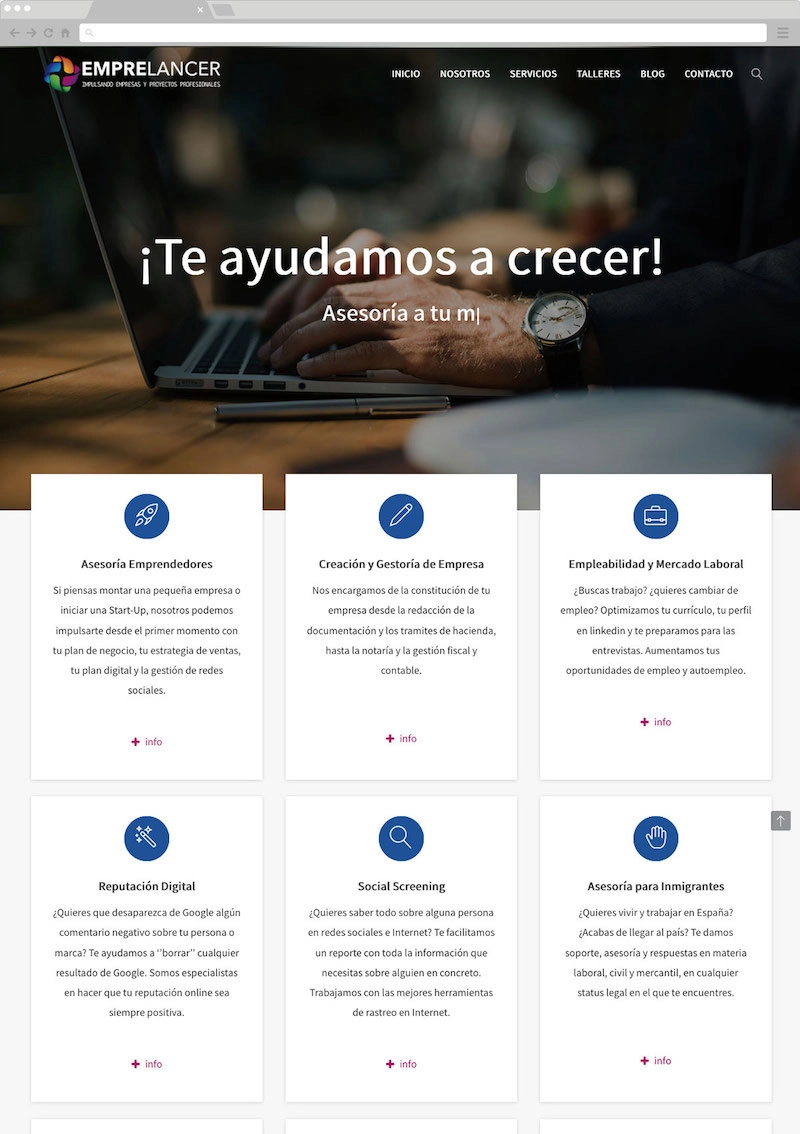 EMPRELANCER
IMPULSANDO EMPRESAS Y PROYECTOS PROFESIONALES
INICIO NOSOTROS SERVICIOS TALLERES BLOG CONTACTO
¡Te ayudamos a crecer!
Asesoría a tu m|
Asesoría Emprendedores
Si piensas montar una pequeña empresa o
iniciar una Start-Up, nosotros podemos
impulsarte desde el primer momento con
tu plan de negocio, tu estrategia de ventas,
tu plan digital y la gestión de redes
sociales.
+ info
Creación y Gestoría de Empresa
Nos encargamos de la constitución de tu
empresa desde la redacción de la
documentación y los tramites de hacienda,
hasta la notaría y la gestión fiscal y
contable.
+ info
Empleabilidad y Mercado Laboral
¿Buscas trabajo? ¿quieres cambiar de
empleo? Optimizamos tu currículo, tu perfil
en linkedin y te preparamos para las
entrevistas. Aumentamos tus
oportunidades de empleo y autoempleo.
+ info
Reputación Digital
¿Quieres que desaparezca de Google algún
comentario negativo sobre tu persona o
marca? Te ayudamos a ‘’borrar’’ cualquier
resultado de Google. Somos especialistas
en hacer que tu reputación online sea
siempre positiva.
+ info
Social Screening
¿Quieres saber todo sobre alguna persona
en redes sociales e Internet? Te facilitamos
un reporte con toda la información que
necesitas sobre alguien en concreto.
Trabajamos con las mejores herramientas
de rastreo en Internet.
+ info
Asesoría para Inmigrantes
¿Quieres vivir y trabajar en España?
¿Acabas de llegar al país? Te damos
soporte, asesoría y respuestas en materia
laboral, civil y mercantil, en cualquier
status legal en el que te encuentres.
+ info